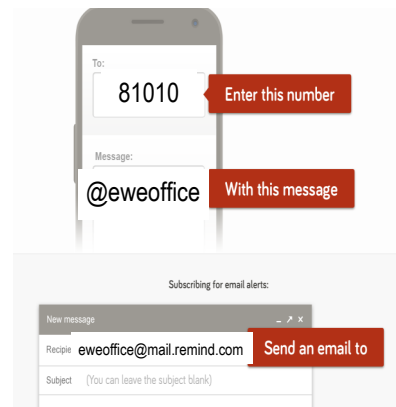 To:
81010
Enter this number
Message:
@eweoffice
With this message
Subscribing for email alerts:
New message
Recipie eweoffice@mail.remind.com
Send an email to
Subject (You can leave the subject blank)